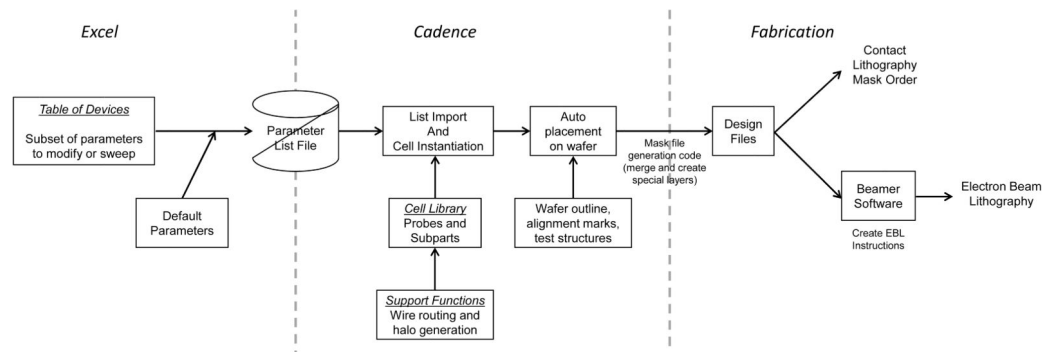 Excel
Cadence
Fabrication
Table of Devices
Subset of parameters
to modify or sweep
Default
Parameters
Parameter
List File
List Import
And
Cell Instantiation
Cell Library
Probes and
Subparts
Support Functions
Wire routing and
halo generation
Auto
placement
on wafer
Wafer outline,
alignment marks,
test structures
Mask file
generation code
(merge and create
special layers)
Design
Files
Contact
Lithography
Mask Order
Beamer
Software
Create EBL
Instructions
Electron Beam
Lithography